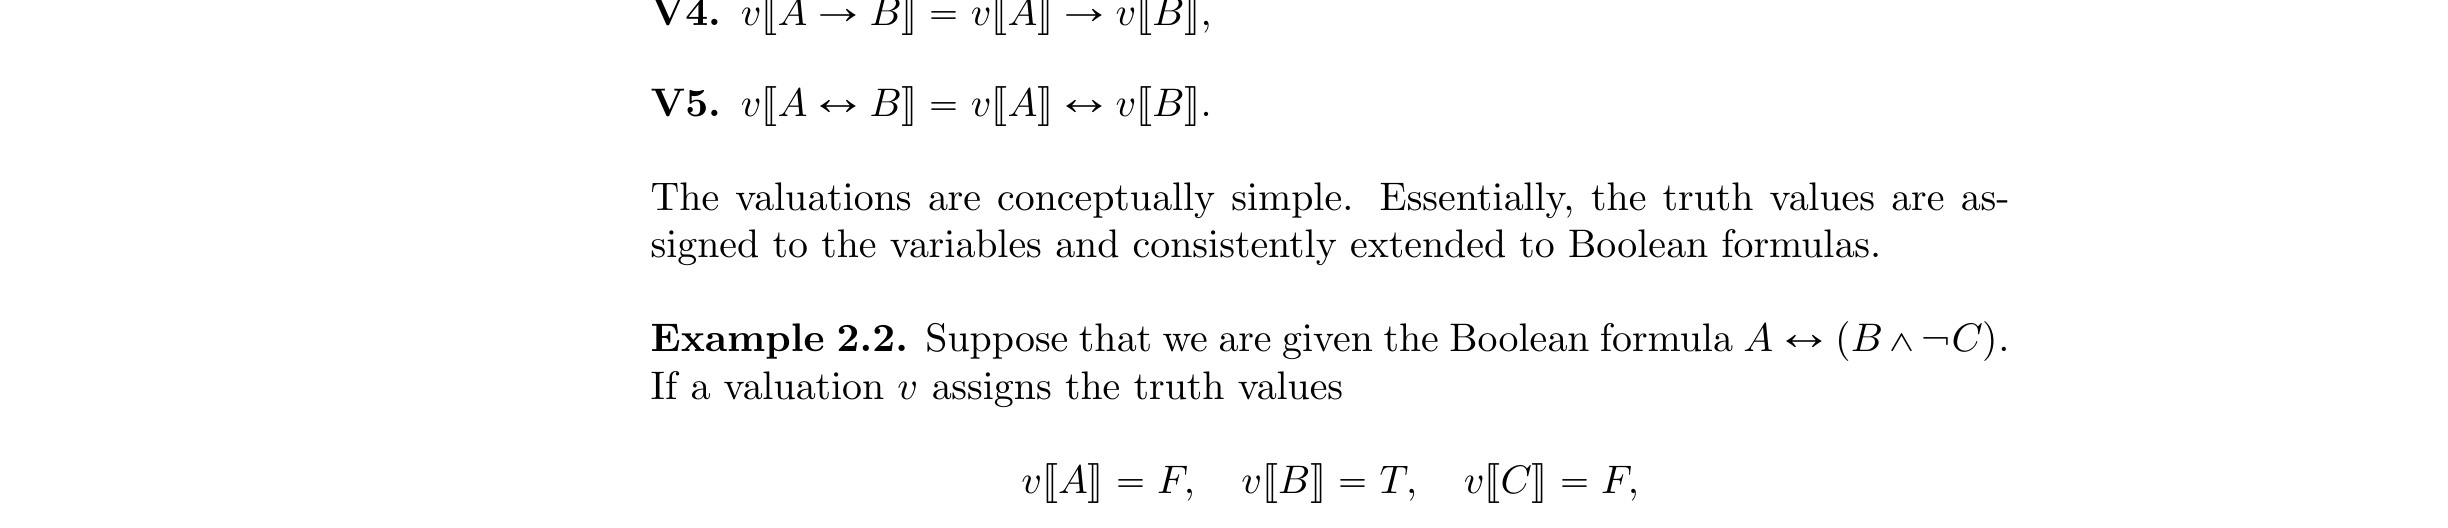 V4. v⟦A → B⟧ = v⟦A⟧ → v⟦B⟧,
V5. v⟦A ↔ B⟧ = v⟦A⟧ ↔ v⟦B⟧.
The valuations are conceptually simple. Essentially, the truth values are as-
signed to the variables and consistently extended to Boolean formulas.
Example 2.2. Suppose that we are given the Boolean formula A ↔ (B ∧ ¬C).
If a valuation v assigns the truth values
v⟦A⟧ = F, v⟦B⟧ = T, v⟦C⟧ = F,